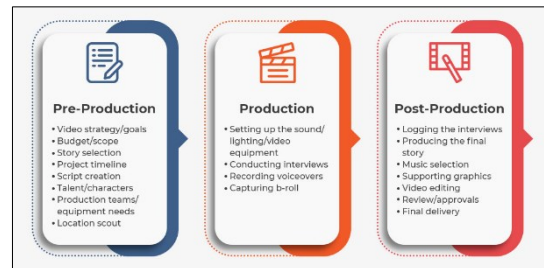 Pre-Production
• Video strategy/goals
• Budget/scope
• Story selection
• Project timeline
• Script creation
• Talent/characters
• Production teams/
equipment needs
• Location scout
Production
• Setting up the sound/
lighting/video
equipment
• Conducting interviews
• Recording voiceovers
• Capturing b-roll
Post-Production
• Logging the interviews
• Producing the final
story
• Music selection
• Supporting graphics
• Video editing
• Review/approvals
• Final delivery